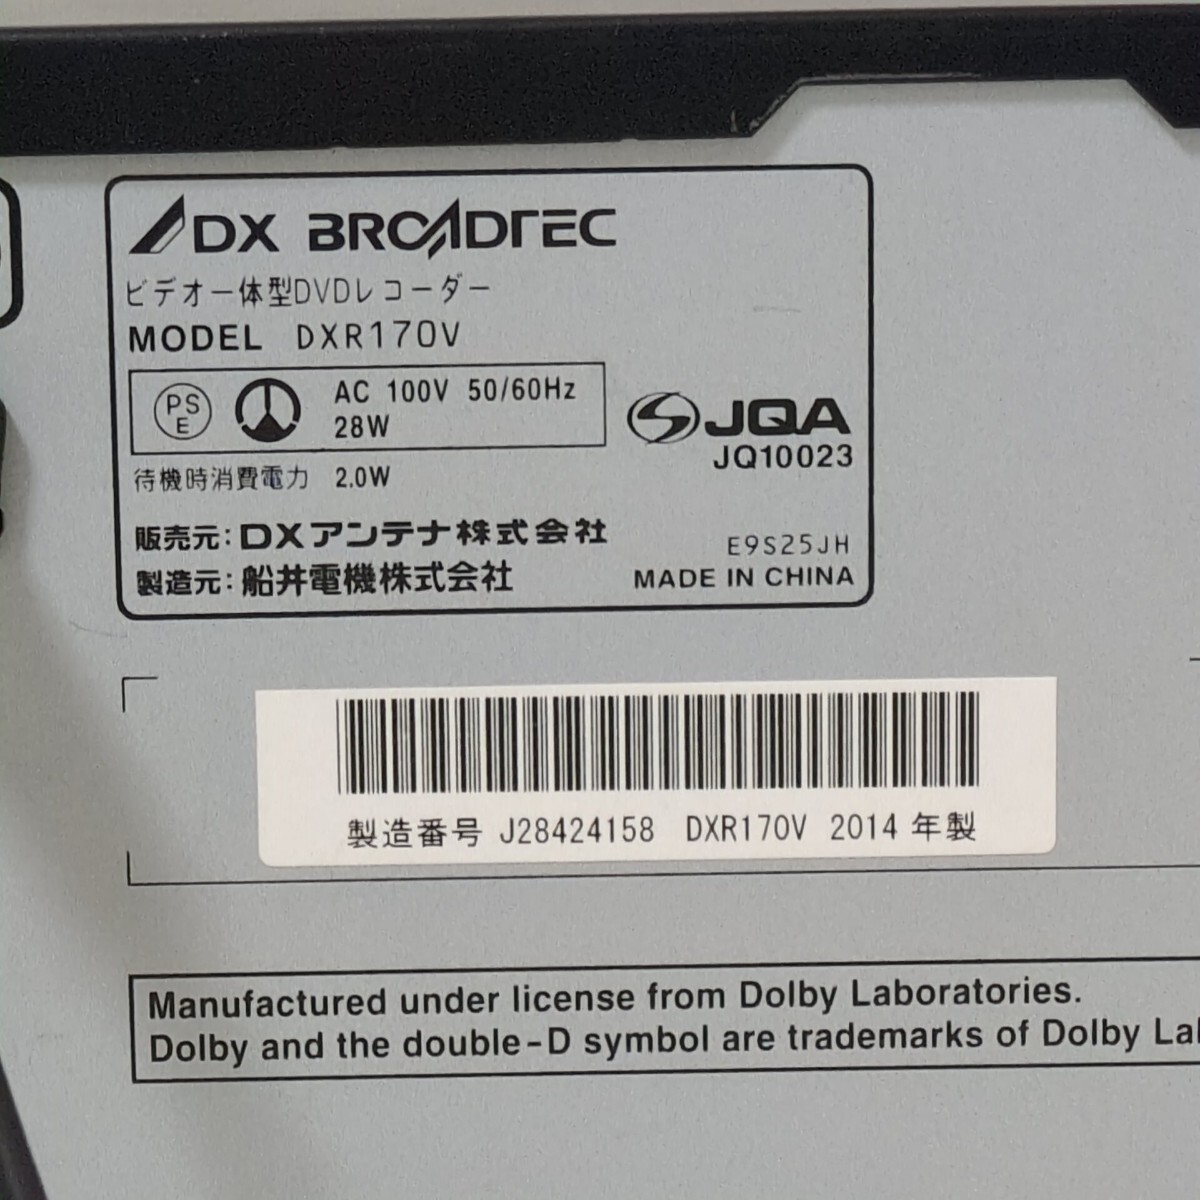 DX BROADTEC
ビデオ一体型DVDレコーダー
MODEL DXR170V
PS E AC 100V 50/60Hz
28W
待機時消費電力 2.0W
JQA
JQ10023
販売元:DXアンテナ株式会社
製造元:船井電機株式会社
E9S25JH
MADE IN CHINA
製造番号 J28424158 DXR170V 2014年製
Manufactured under license from Dolby Laboratories.
Dolby and the double-D symbol are trademarks of Dolby La